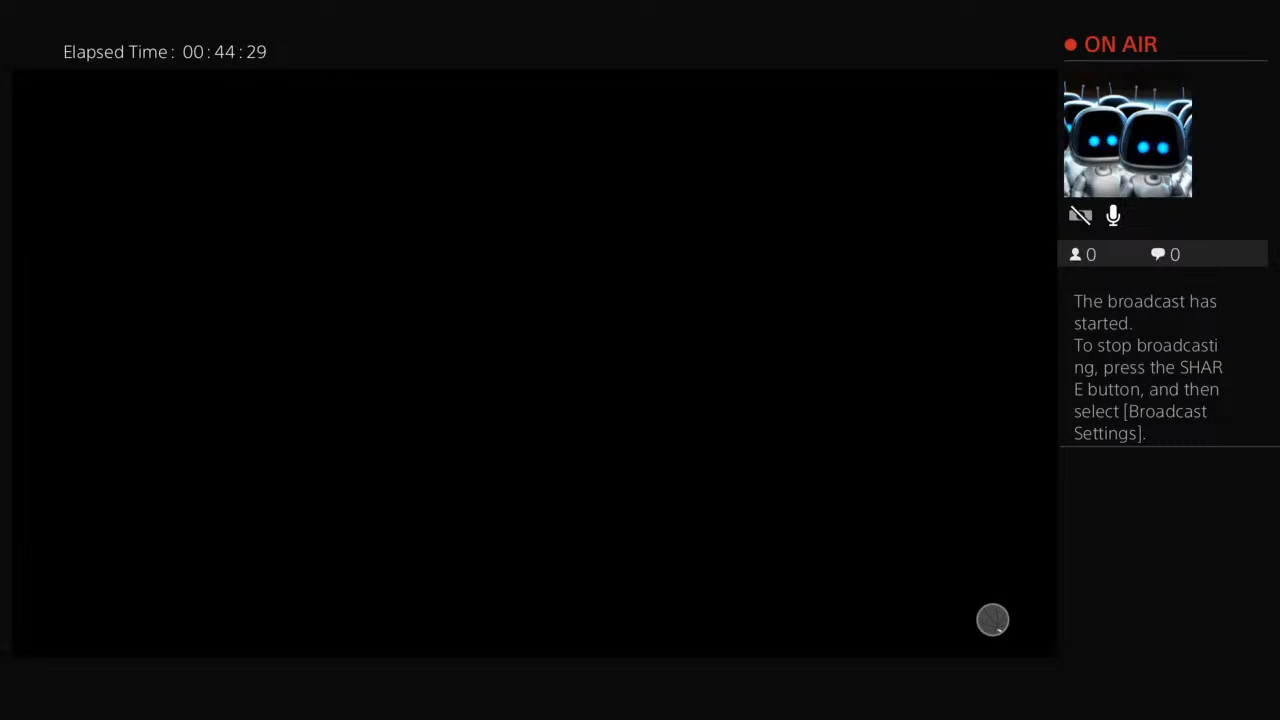 Elapsed Time: 00:44:29
ON AIR
0 0
The broadcast has
started.
To stop broadcasti
ng, press the SHAR
E button, and then
select [Broadcast
Settings].